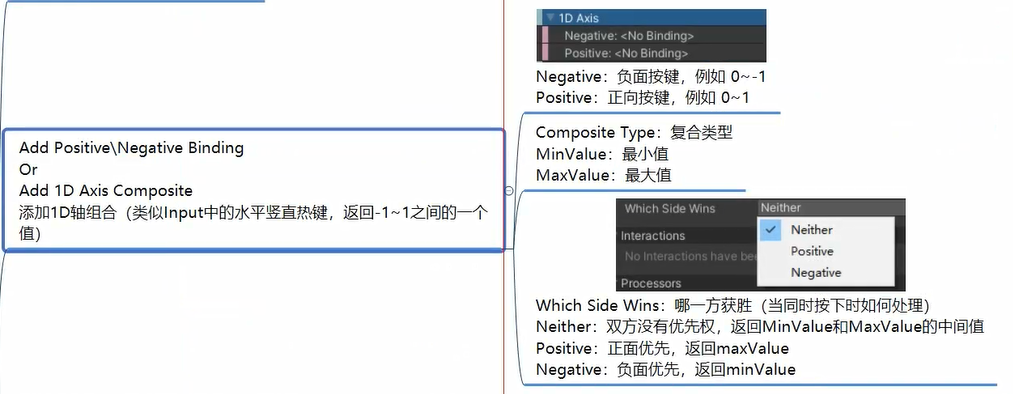 Add Positive\Negative Binding
Or
Add 1D Axis Composite
添加1D轴组合（类似Input中的水平竖直热键，返回-1~1之间的一个
值）
1D Axis
Negative: <No Binding>
Positive: <No Binding>
Negative：负面按键，例如 0~-1
Positive：正向按键，例如 0~1
Composite Type：复合类型
MinValue：最小值
MaxValue：最大值
Which Side Wins
Neither
Neither
Interactions
Positive
No Interactions have bee
Negative
Processors
Which Side Wins：哪一方获胜（当同时按下时如何处理）
Neither：双方没有优先权，返回MinValue和MaxValue的中间值
Positive：正面优先，返回maxValue
Negative：负面优先，返回minValue